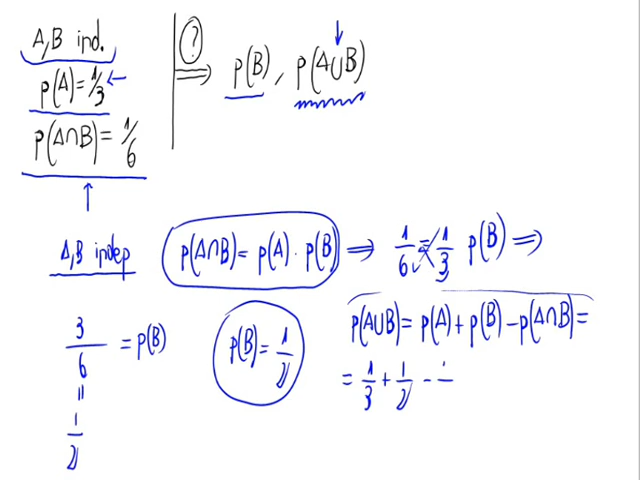 A,B ind.
p(A)=1/3
p(A∩B)=1/6
? ⇒ p(B), p(A∪B)
A,B indep p(A∩B)=p(A)·p(B) ⇒ 1/6=1/3 p(B) ⇒
3/6 =p(B)
"
1/2
p(B)=1/2
p(A∪B)=p(A)+p(B)-p(A∩B)=
=1/3+1/2-